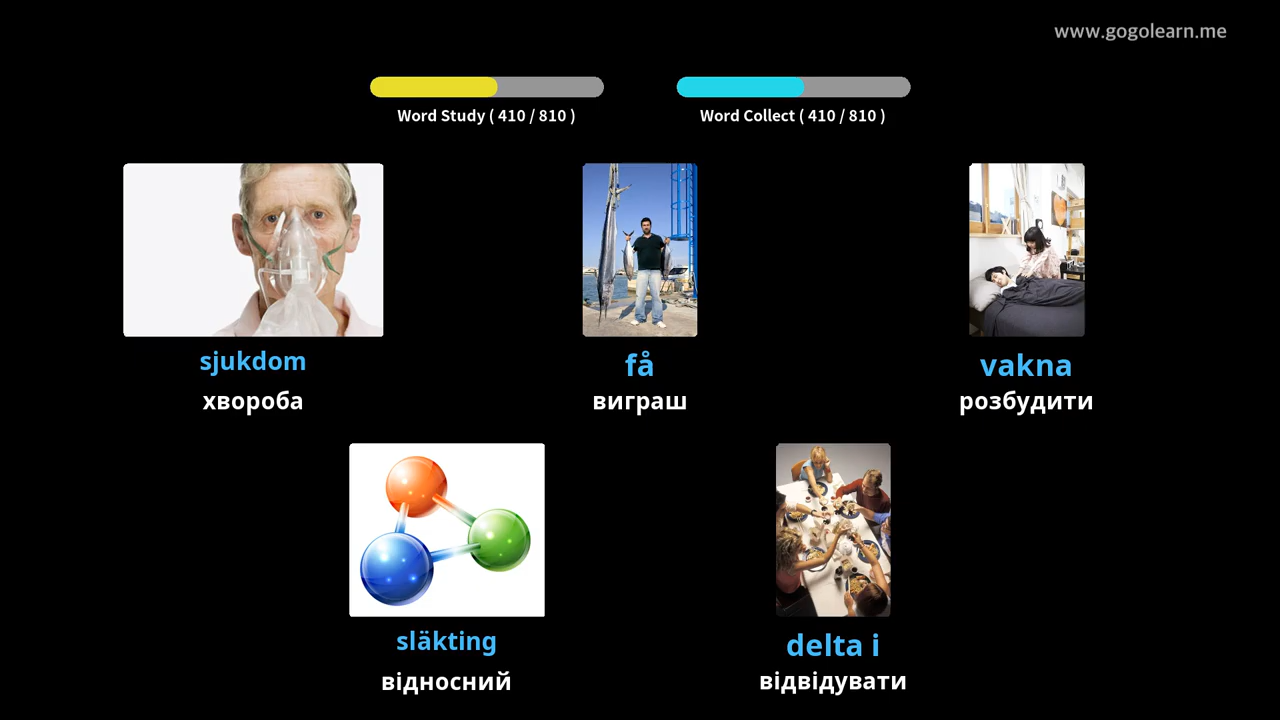 www.gogolearn.me
Word Study ( 410 / 810 )
Word Collect ( 410 / 810 )
sjukdom
хвороба
få
виграш
vakna
розбудити
släkting
відносний
delta i
відвідувати